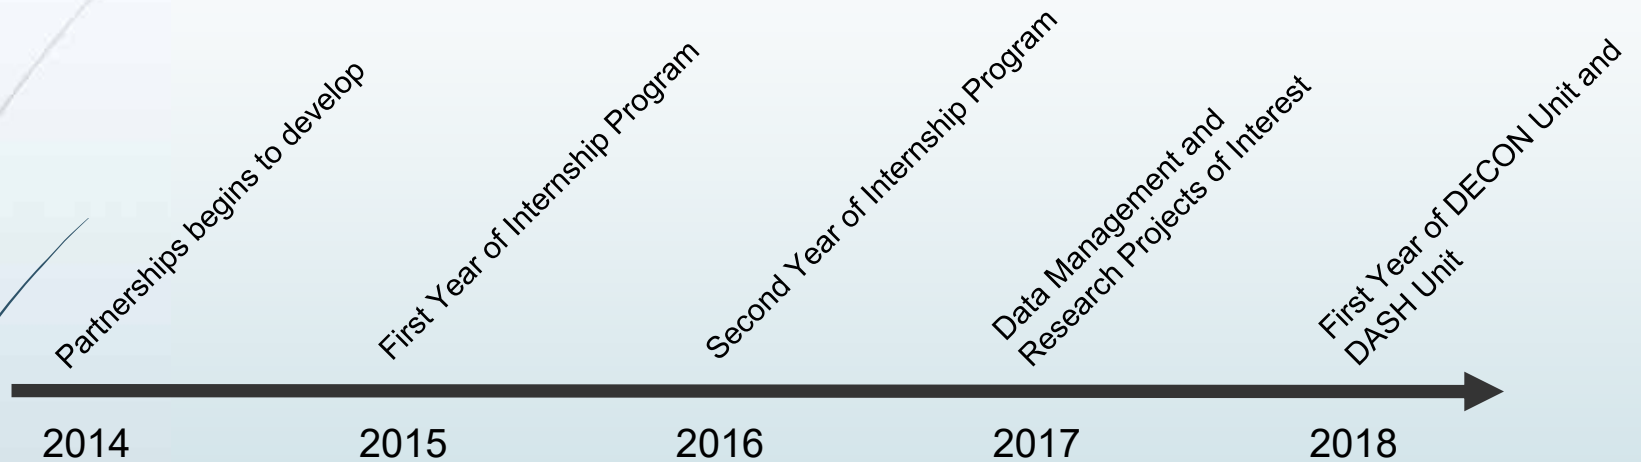 Partnerships begins to develop
First Year of Internship Program
Second Year of Internship Program
Data Management and
Research Projects of Interest
First Year of DECON Unit and
DASH Unit
2014
2015
2016
2017
2018